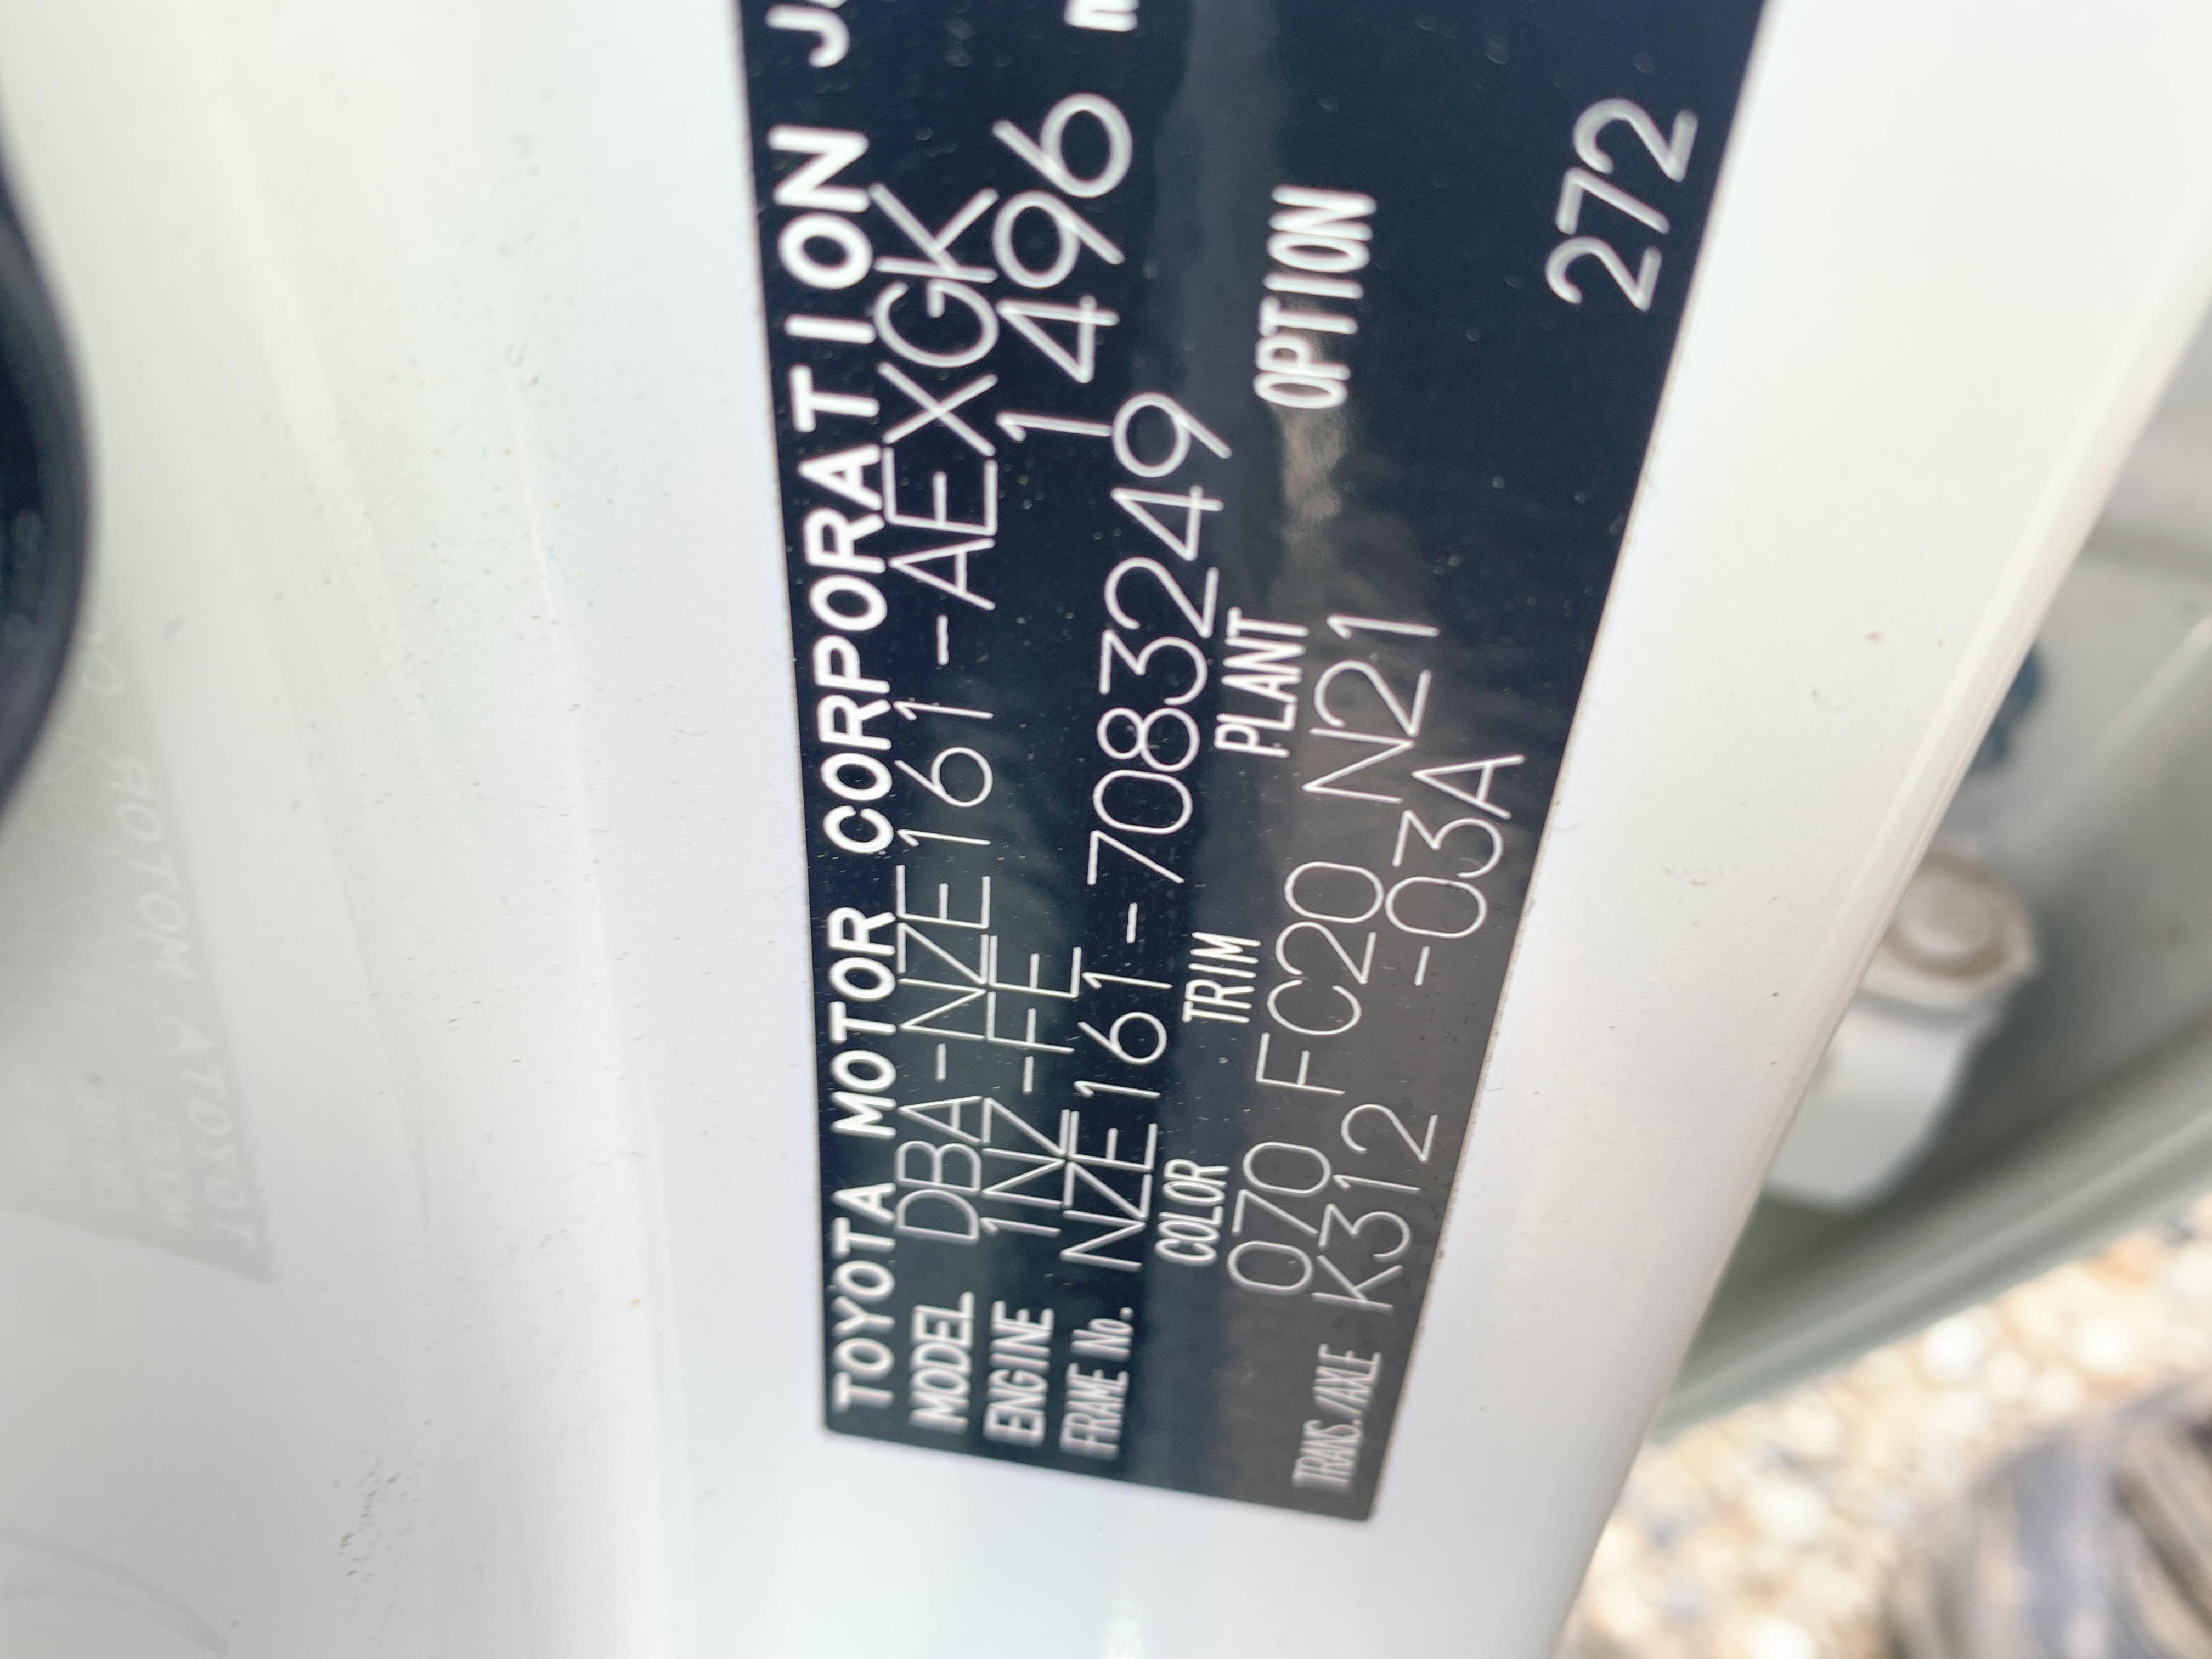 TOYOTA MOTOR CORPORATION
MODEL DBA-NZE161-AEXGK
ENGINE 1NZ-FE 1496
FRAME No. NZE161-7083249
COLOR TRIM PLANT OPTION
070 FC20 N21
TRANS./AXLE K312 -03A 272